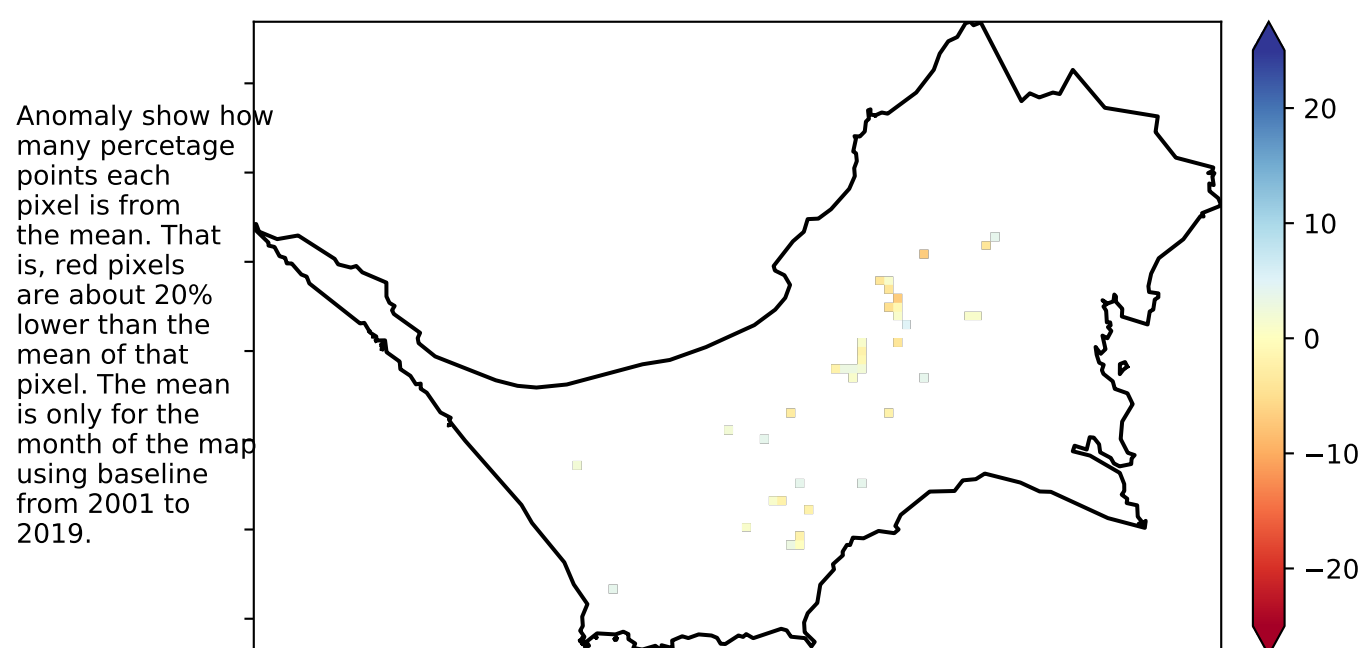 Anomaly show how
many percetage
points each
pixel is from
the mean. That
is, red pixels
are about 20%
lower than the
mean of that
pixel. The mean
is only for the
month of the map
using baseline
from 2001 to
2019.
20
10
0
−10
−20